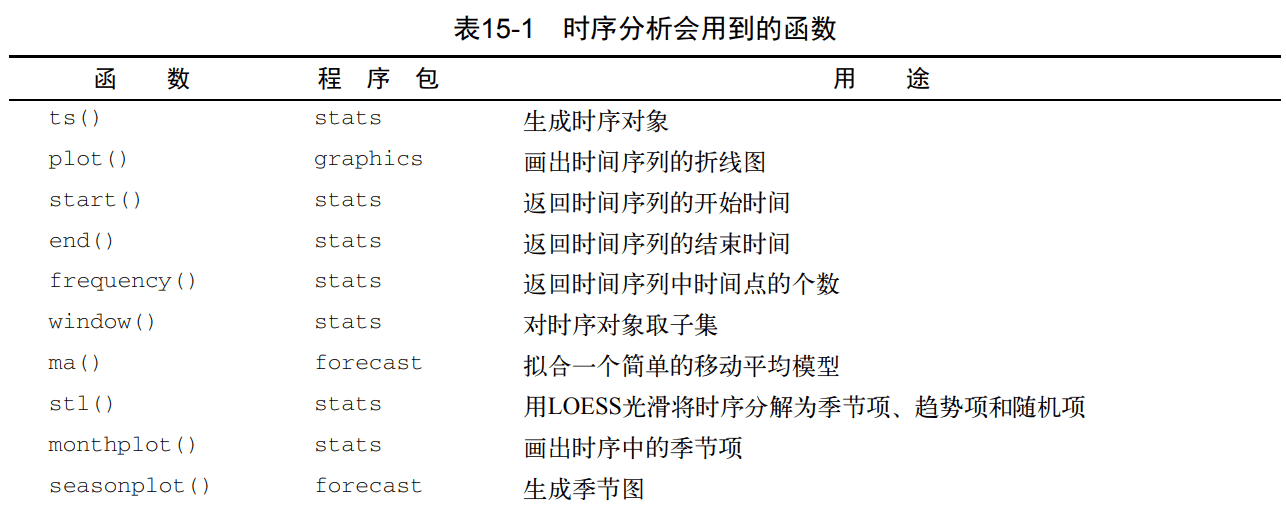 表15-1 时序分析会用到的函数
函 数 程 序 包 用 途
ts() stats 生成时序对象
plot() graphics 画出时间序列的折线图
start() stats 返回时间序列的开始时间
end() stats 返回时间序列的结束时间
frequency() stats 返回时间序列中时间点的个数
window() stats 对时序对象取子集
ma() forecast 拟合一个简单的移动平均模型
stl() stats 用LOESS光滑将时序分解为季节项、趋势项和随机项
monthplot() stats 画出时序中的季节项
seasonplot() forecast 生成季节图